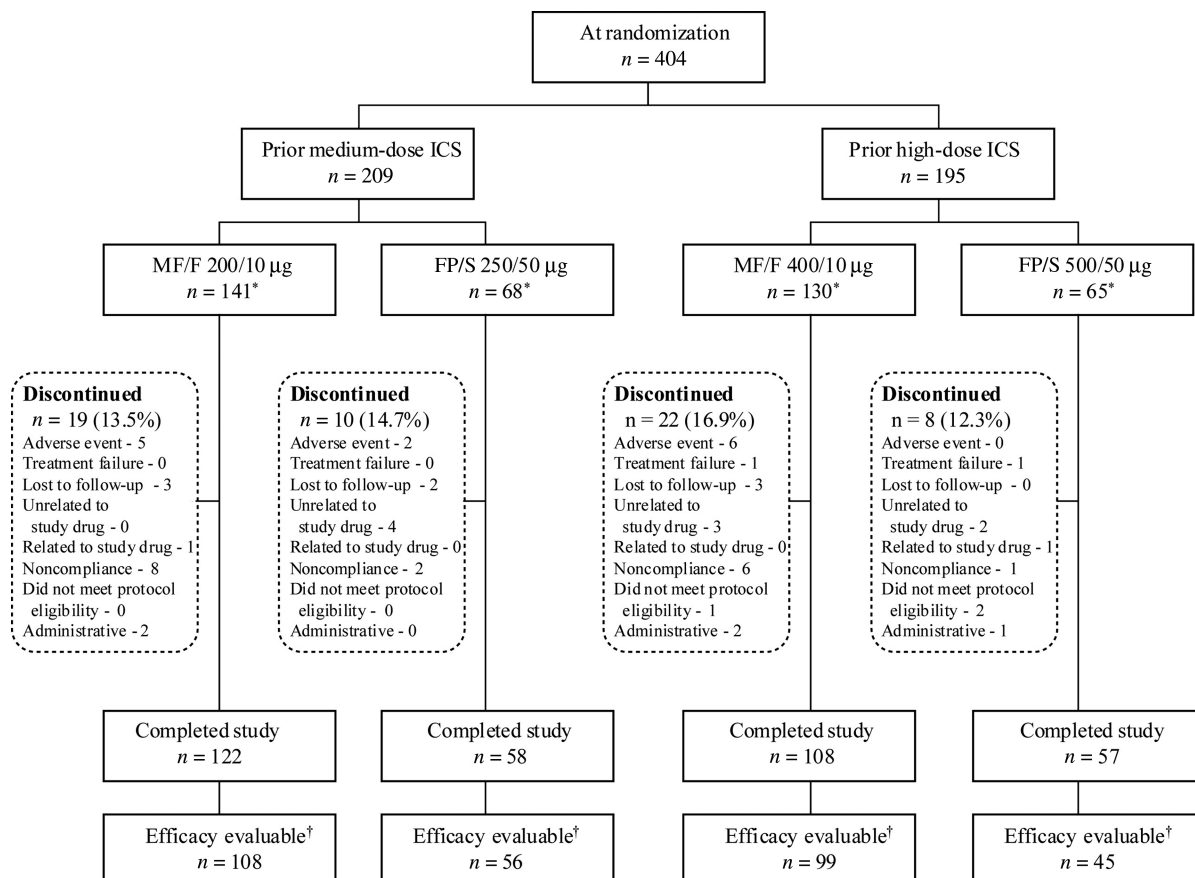 At randomization
n = 404
Prior medium-dose ICS
n = 209
Prior high-dose ICS
n = 195
MF/F 200/10 μg
n = 141*
FP/S 250/50 μg
n = 68*
MF/F 400/10 μg
n = 130*
FP/S 500/50 μg
n = 65*
Discontinued
n = 19 (13.5%)
Adverse event - 5
Treatment failure - 0
Lost to follow-up - 3
Unrelated to
study drug - 0
Related to study drug - 1
Noncompliance - 8
Did not meet protocol
eligibility - 0
Administrative - 2
Discontinued
n = 10 (14.7%)
Adverse event - 2
Treatment failure - 0
Lost to follow-up - 2
Unrelated to
study drug - 4
Related to study drug - 0
Noncompliance - 2
Did not meet protocol
eligibility - 0
Administrative - 0
Discontinued
n = 22 (16.9%)
Adverse event - 6
Treatment failure - 1
Lost to follow-up - 3
Unrelated to
study drug - 3
Related to study drug - 0
Noncompliance - 6
Did not meet protocol
eligibility - 1
Administrative - 2
Discontinued
n = 8 (12.3%)
Adverse event - 0
Treatment failure - 1
Lost to follow-up - 0
Unrelated to
study drug - 2
Related to study drug - 1
Noncompliance - 1
Did not meet protocol
eligibility - 2
Administrative - 1
Completed study
n = 122
Completed study
n = 58
Completed study
n = 108
Completed study
n = 57
Efficacy evaluable†
n = 108
Efficacy evaluable†
n = 56
Efficacy evaluable†
n = 99
Efficacy evaluable†
n = 45